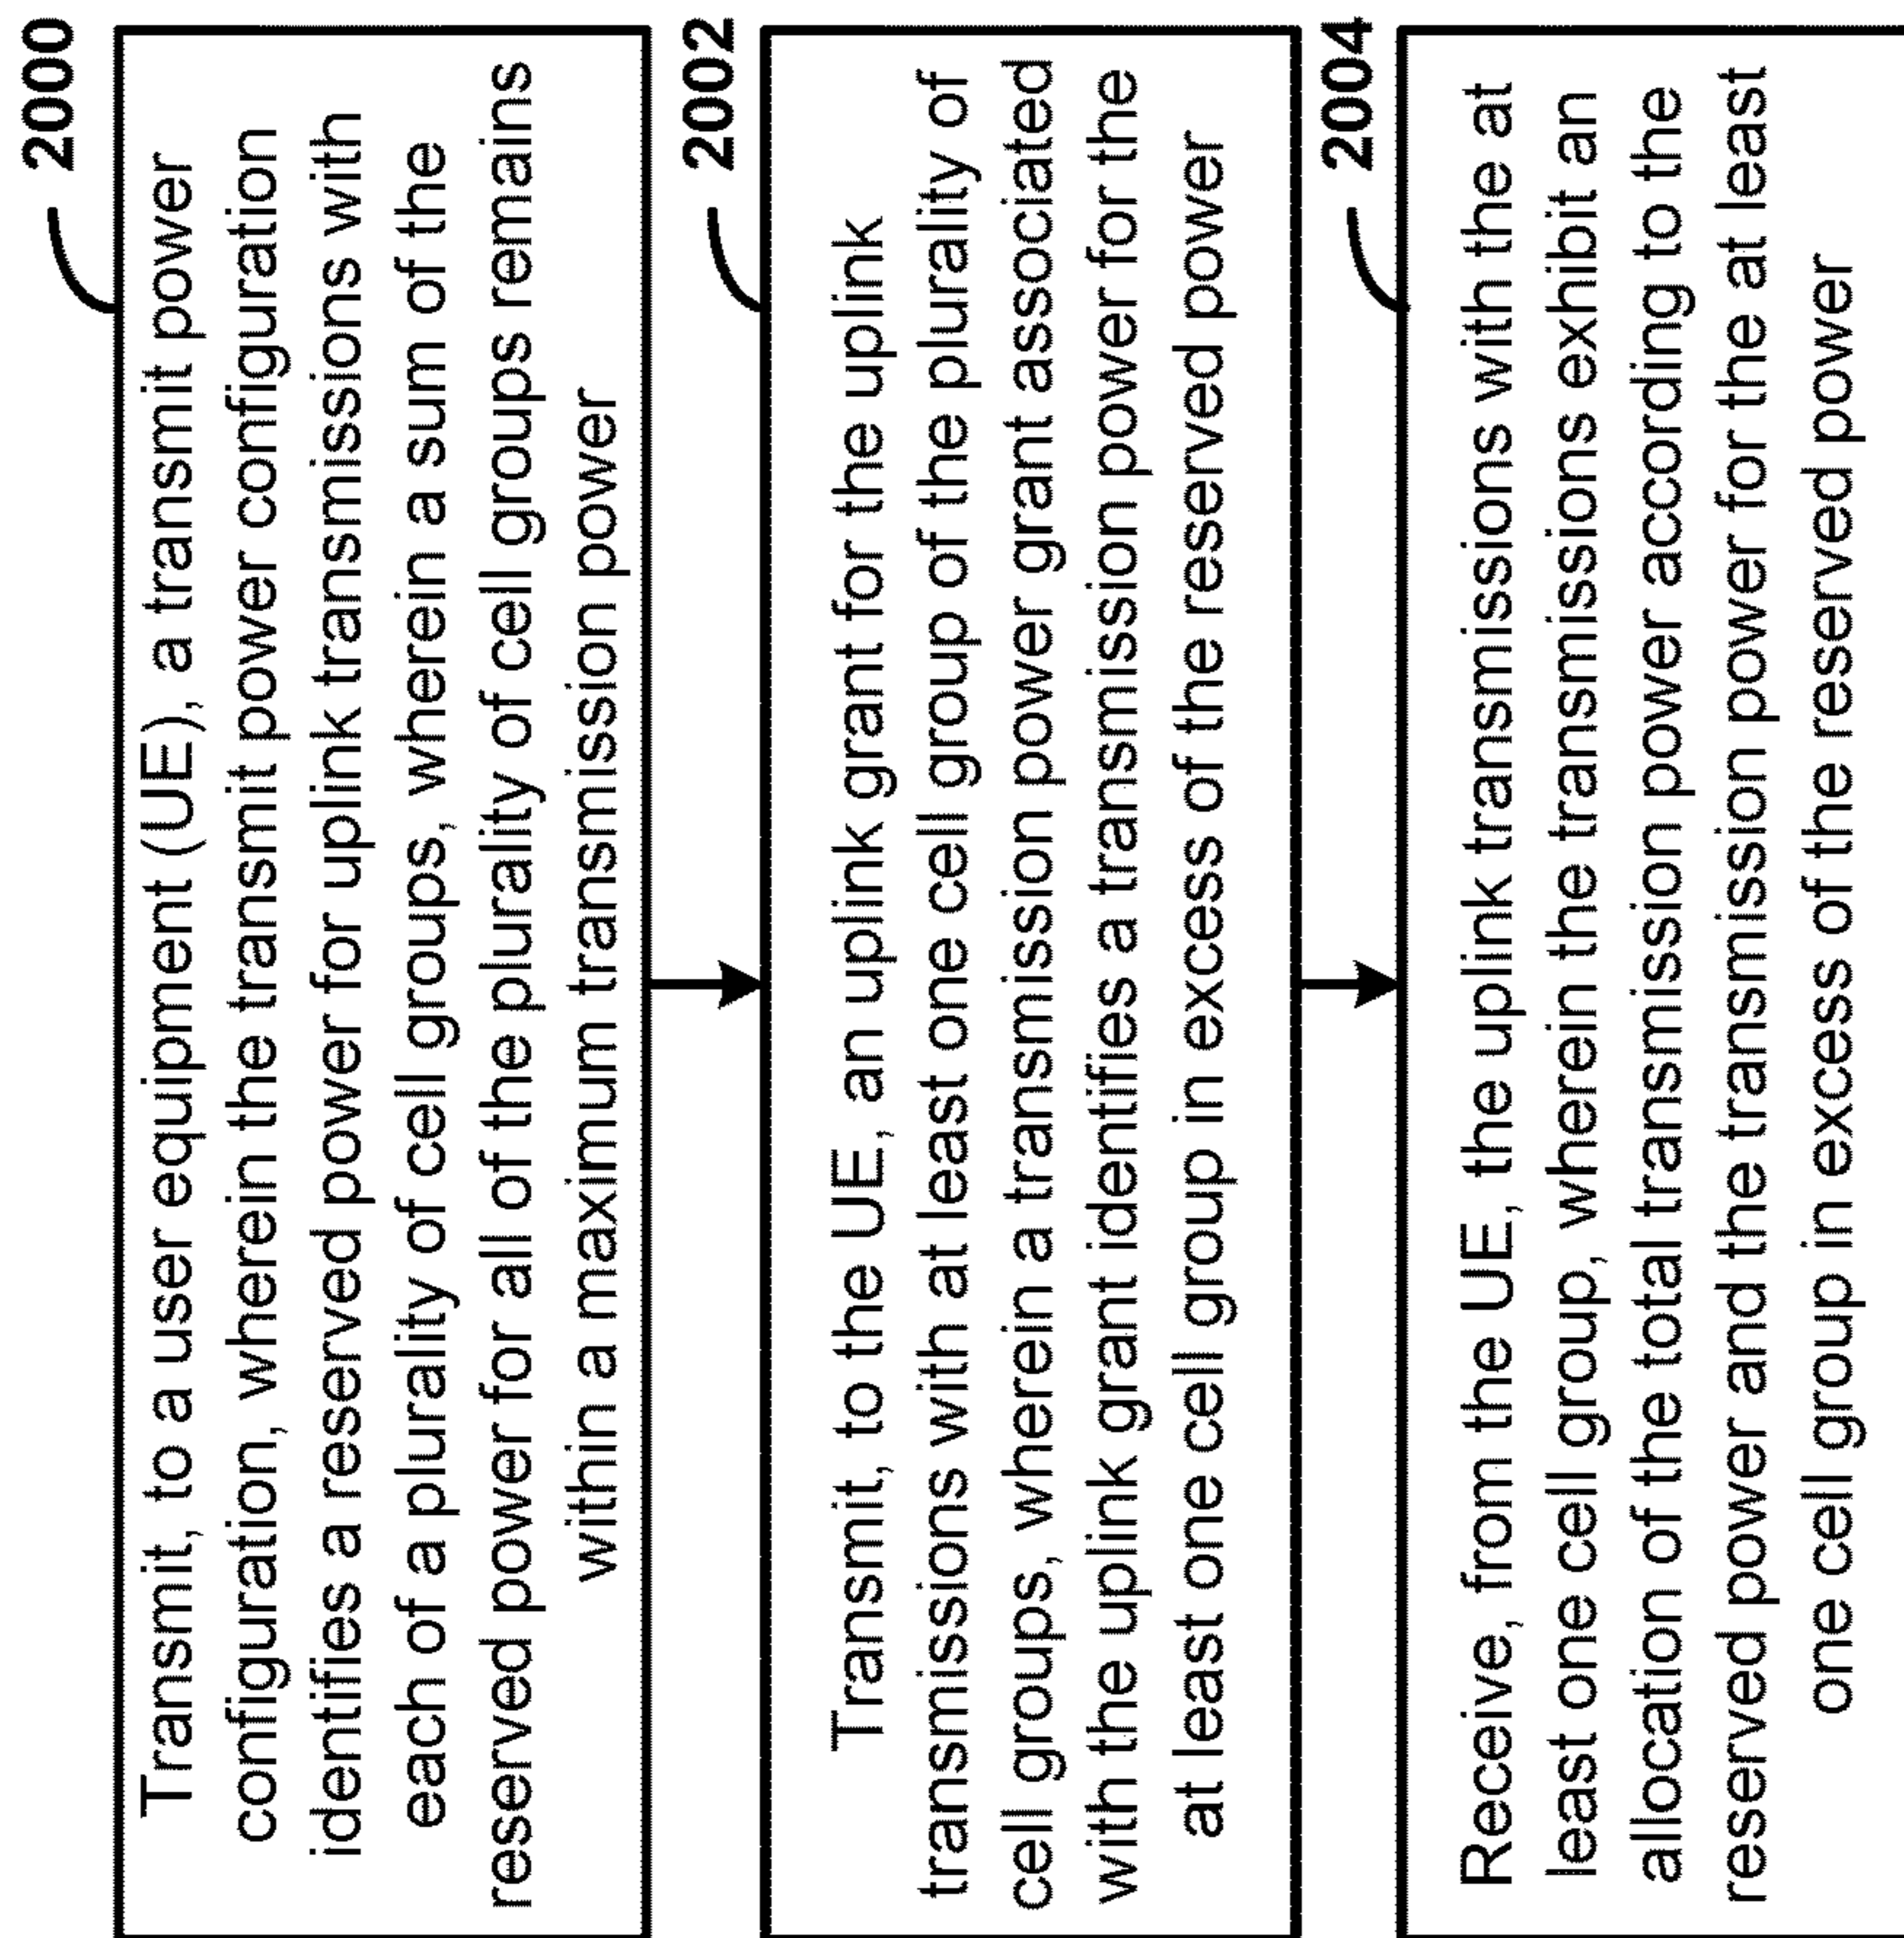 2000
Transmit, to a user equipment (UE), a transmit power
configuration, wherein the transmit power configuration
identifies a reserved power for uplink transmissions with
each of a plurality of cell groups, wherein a sum of the
reserved power for all of the plurality of cell groups remains
within a maximum transmission power
2002
Transmit, to the UE, an uplink grant for the uplink
transmissions with at least one cell group of the plurality of
cell groups, wherein a transmission power grant associated
with the uplink grant identifies a transmission power for the
at least one cell group in excess of the reserved power
2004
Receive, from the UE, the uplink transmissions with the at
least one cell group, wherein the transmissions exhibit an
allocation of the total transmission power according to the
reserved power and the transmission power for the at least
one cell group in excess of the reserved power